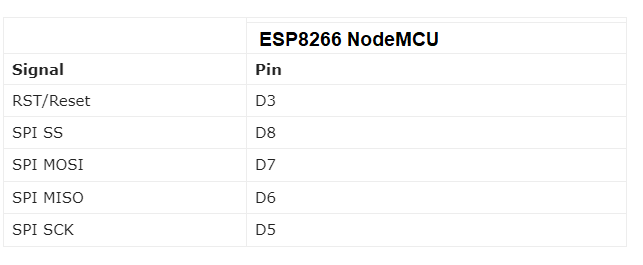 ESP8266 NodeMCU
Signal Pin
RST/Reset D3
SPI SS D8
SPI MOSI D7
SPI MISO D6
SPI SCK D5